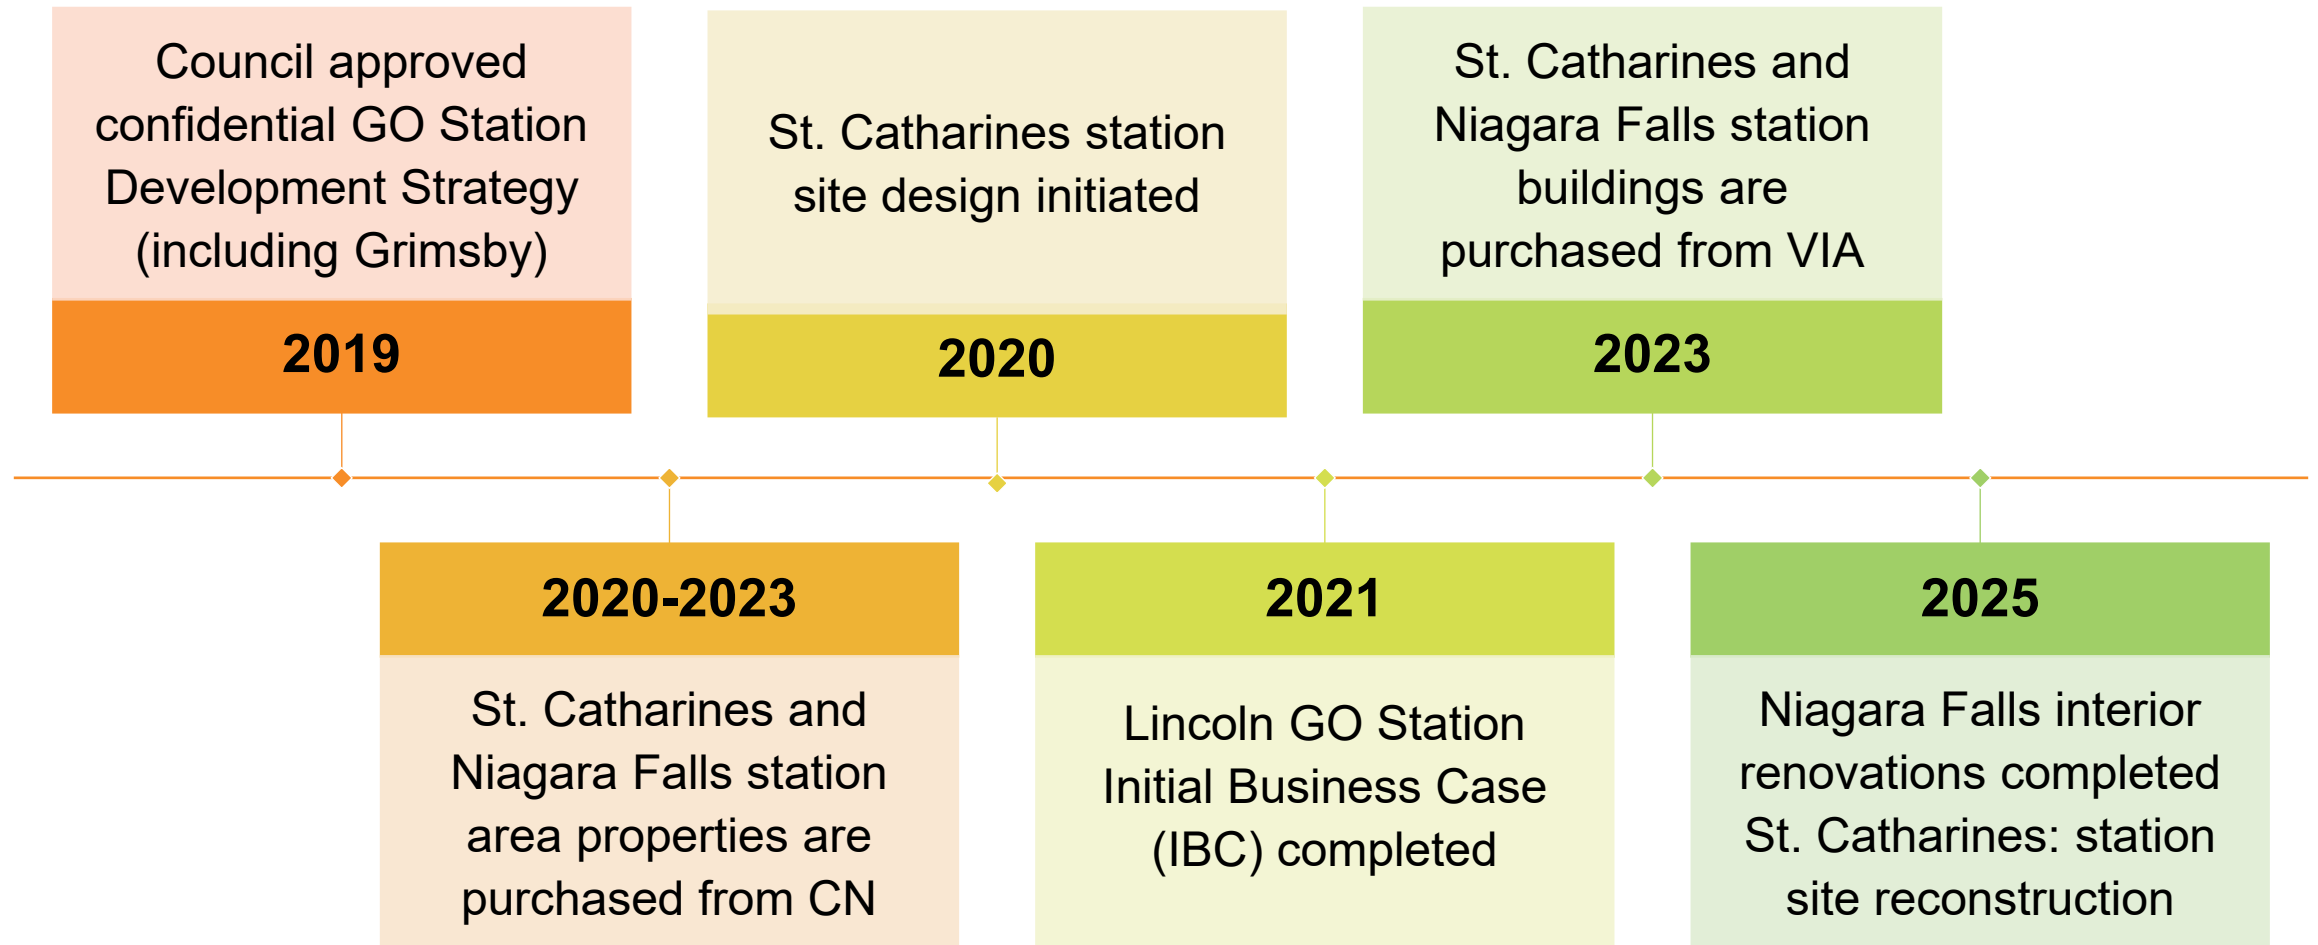 Council approved
confidential GO Station
Development Strategy
(including Grimsby)
2019
2020-2023
St. Catharines and
Niagara Falls station
area properties are
purchased from CN
St. Catharines station
site design initiated
2020
2021
Lincoln GO Station
Initial Business Case
(IBC) completed
St. Catharines and
Niagara Falls station
buildings are
purchased from VIA
2023
2025
Niagara Falls interior
renovations completed
St. Catharines: station
site reconstruction